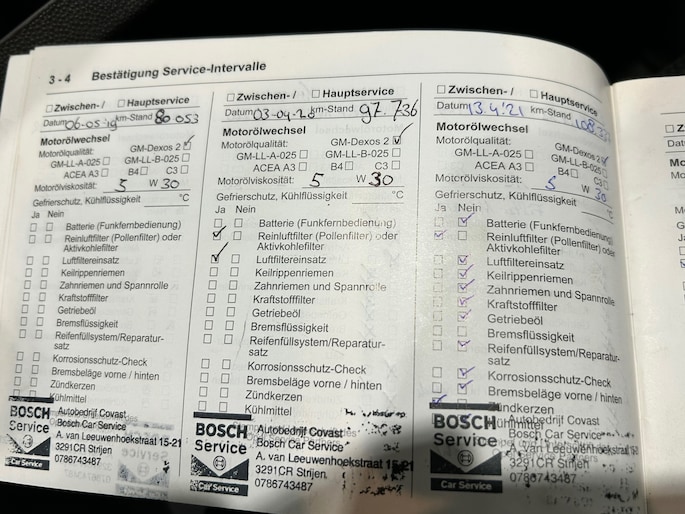 3 - 4 Bestätigung Service-Intervalle
Zwischen- / Hauptservice
Datum 06-05-19 km-Stand 80 053
Motorölwechsel
Motorölqualität: GM-Dexos 2
GM-LL-A-025 GM-LL-B-025
ACEA A3 B4 C3
Motorölviskosität: 5 W 30
Gefrierschutz, Kühlflüssigkeit °C
Ja Nein
Batterie (Funkfernbedienung)
Reinluftfilter (Pollenfilter) oder
Aktivkohlefilter
Luftfiltereinsatz
Keilrippenriemen
Zahnriemen und Spannrolle
Kraftstofffilter
Getriebeöl
Bremsflüssigkeit
Reifenfüllsystem/Reparatur-
satz
Korrosionsschutz-Check
Bremsbeläge vorne / hinten
Zündkerzen
Kühlmittel
BOSCH
Service
Car Service
Autobedrijf Covast
Bosch Car Service
A. van Leeuwenhoekstraat 15-21
3291CR Strijen
0786743487
Zwischen- / Hauptservice
Datum 03-04-20 km-Stand 97.736
Motorölwechsel
Motorölqualität: GM-Dexos 2
GM-LL-A-025 GM-LL-B-025
ACEA A3 B4 C3
Motorölviskosität: 5 W 30
Gefrierschutz, Kühlflüssigkeit °C
Ja Nein
Batterie (Funkfernbedienung)
Reinluftfilter (Pollenfilter) oder
Aktivkohlefilter
Luftfiltereinsatz
Keilrippenriemen
Zahnriemen und Spannrolle
Kraftstofffilter
Getriebeöl
Bremsflüssigkeit
Reifenfüllsystem/Reparatur-
satz
Korrosionsschutz-Check
Bremsbeläge vorne / hinten
Zündkerzen
Kühlmittel
BOSCH
Service
Car Service
Autobedrijf Covast
Bosch Car Service
A. van Leeuwenhoekstraat 15-21
3291CR Strijen
0786743487
Zwischen- / Hauptservice
Datum 13.4.'21 km-Stand
Motorölwechsel
Motorölqualität: GM-Dexos 2
GM-LL-A-025 GM-LL-B-025
ACEA A3 B4 C3
Motorölviskosität: 5 W 30
Gefrierschutz, Kühlflüssigkeit °C
Ja Nein
Batterie (Funkfernbedienung)
Reinluftfilter (Pollenfilter) oder
Aktivkohlefilter
Luftfiltereinsatz
Keilrippenriemen
Zahnriemen und Spannrolle
Kraftstofffilter
Getriebeöl
Bremsflüssigkeit
Reifenfüllsystem/Reparatur-
satz
Korrosionsschutz-Check
Bremsbeläge vorne / hinten
Zündkerzen
Kühlmittel
BOSCH
Service
Car Service
Autobedrijf Covast
Bosch Car Service
A. van Leeuwenhoekstraat
3291CR Strijen
0786743487